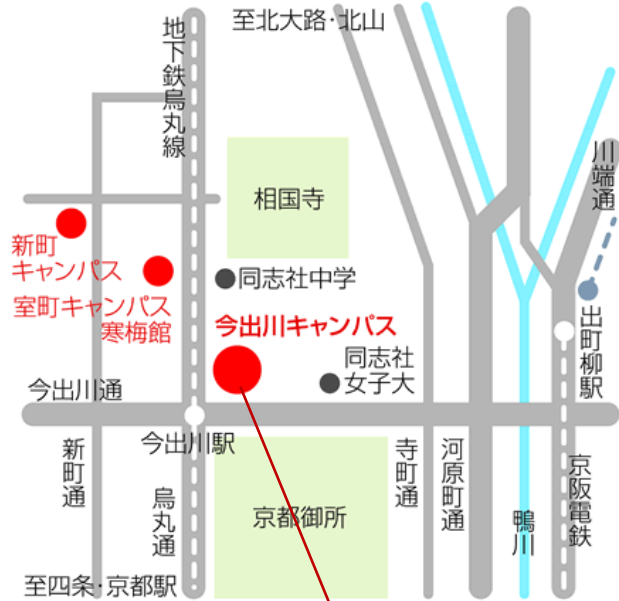 至北大路・北山
地下鉄烏丸線
川端通
相国寺
新町
キャンパス
同志社中学
室町キャンパス
寒梅館
今出川キャンパス
出町柳駅
同志社
女子大
今出川通
今出川駅
新町通
烏丸通
寺町通
河原町通
鴨川
京阪電鉄
京都御所
至四条・京都駅